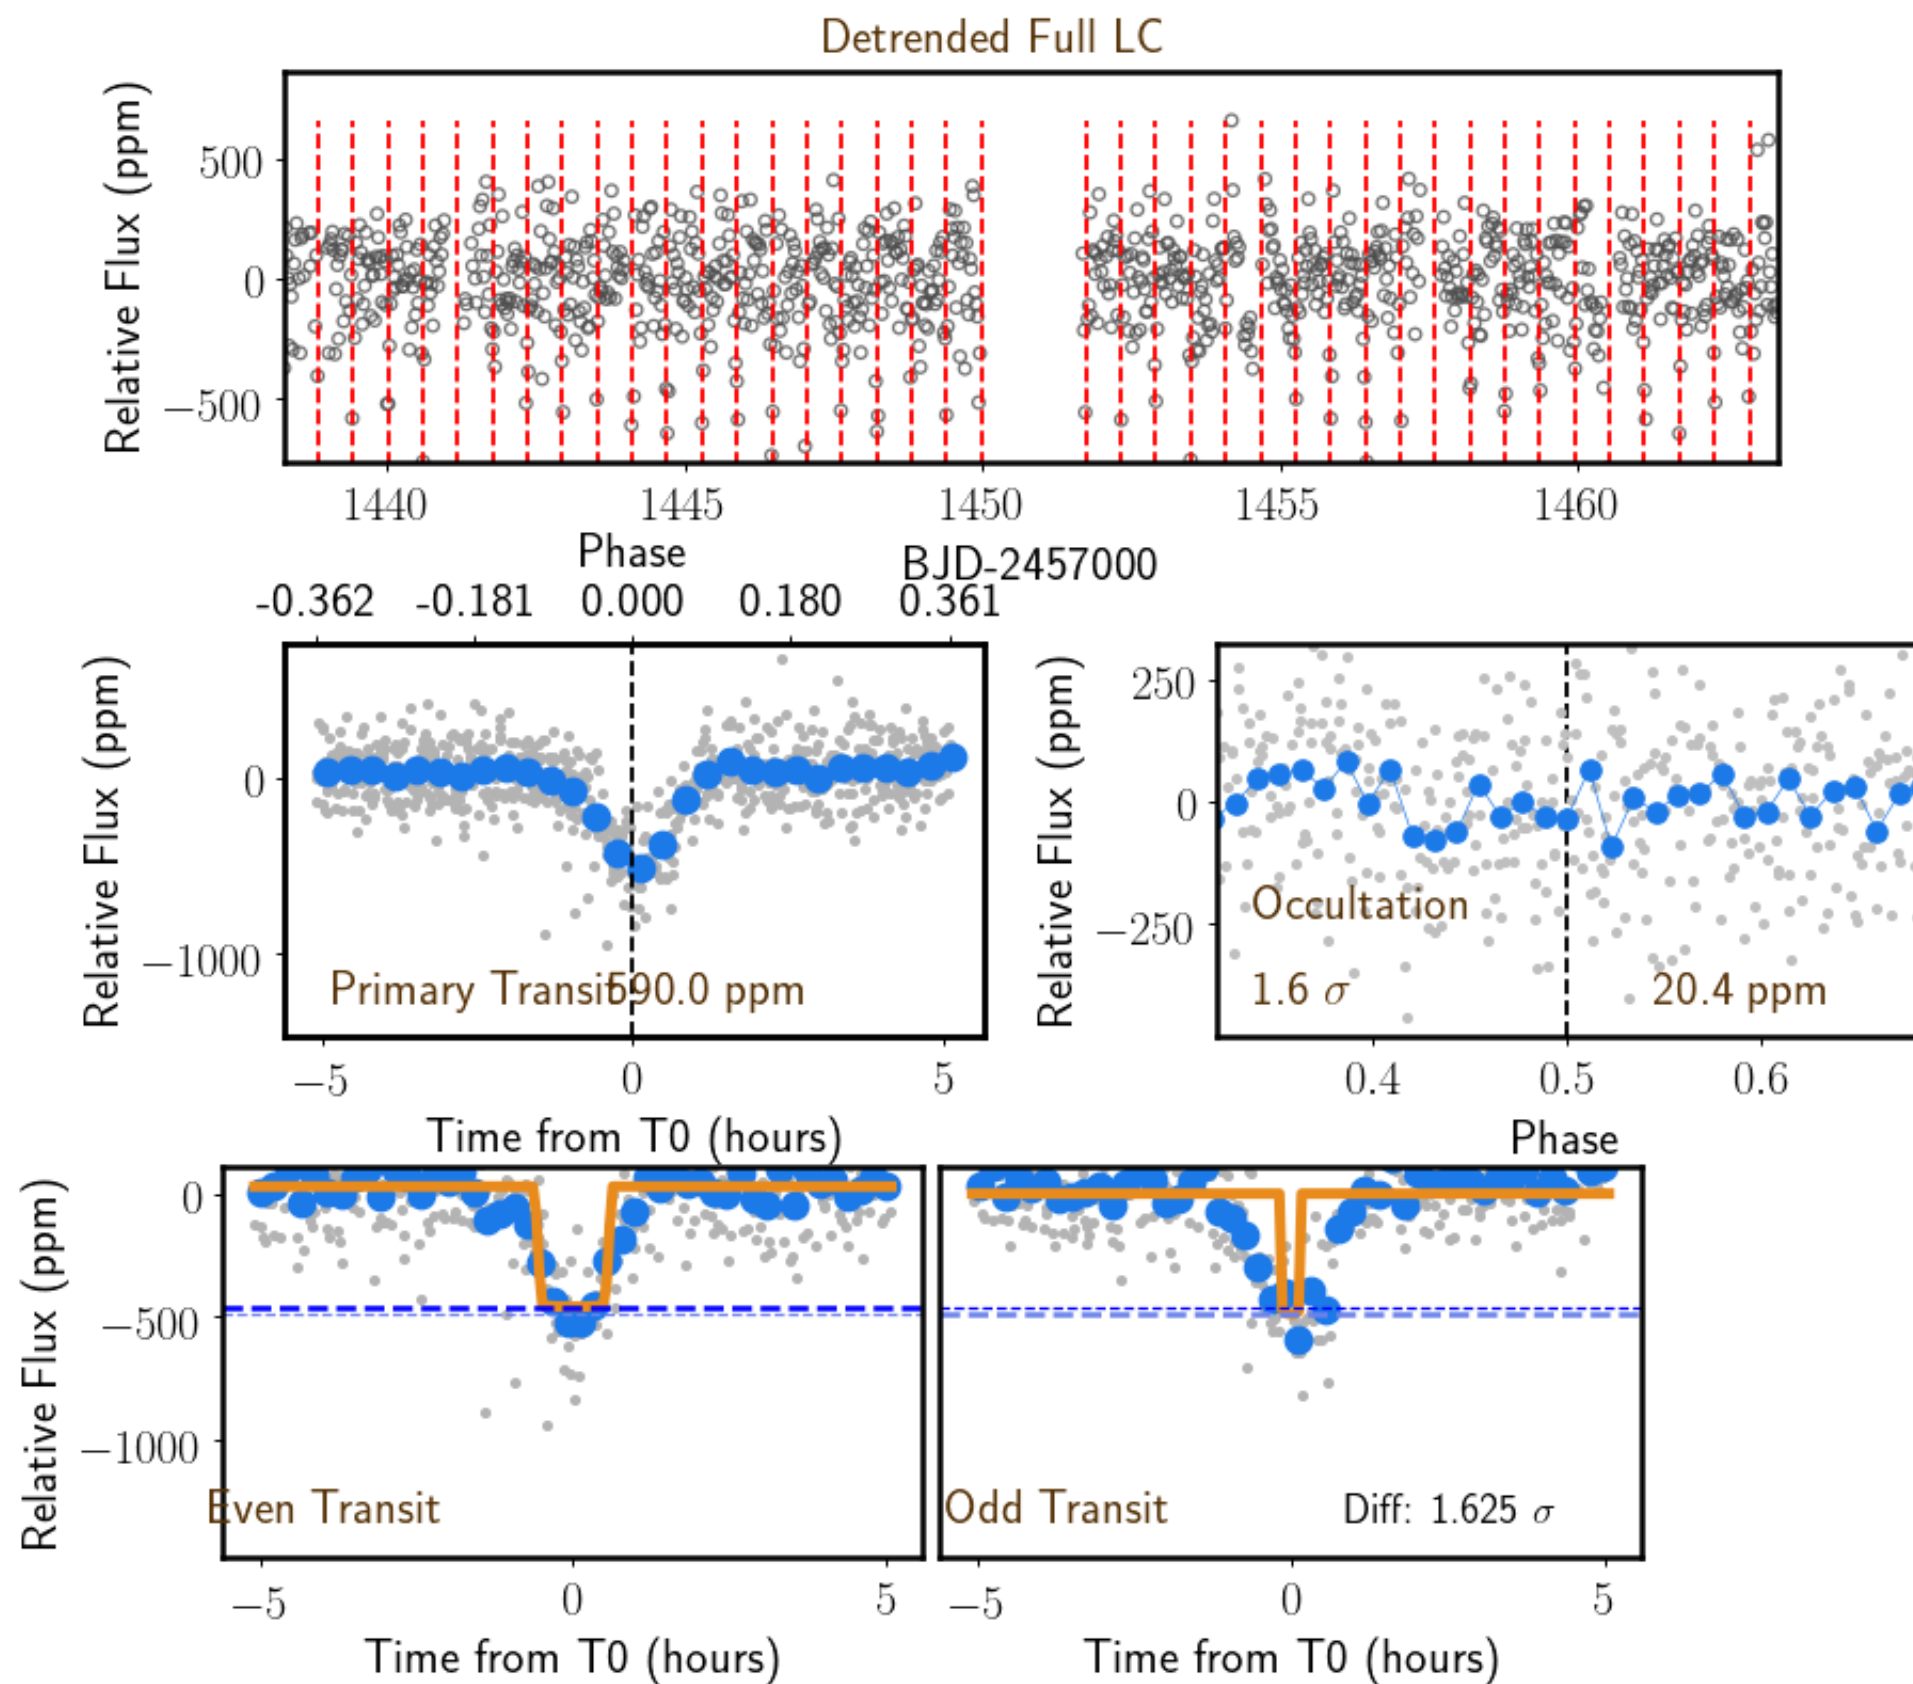 Detrended Full LC
Relative Flux (ppm)
500
0
−500
1440 1445 1450 1455 1460
BJD-2457000
Phase
-0.362 -0.181 0.000 0.180 0.361
Relative Flux (ppm)
0
−1000
Primary Transit 590.0 ppm
−5 0 5
Time from T0 (hours)
Relative Flux (ppm)
250
0
−250
Occultation
1.6 σ 20.4 ppm
0.4 0.5 0.6
Phase
Relative Flux (ppm)
0
−500
−1000
Even Transit
−5 0 5
Time from T0 (hours)
Odd Transit Diff: 1.625 σ
−5 0 5
Time from T0 (hours)